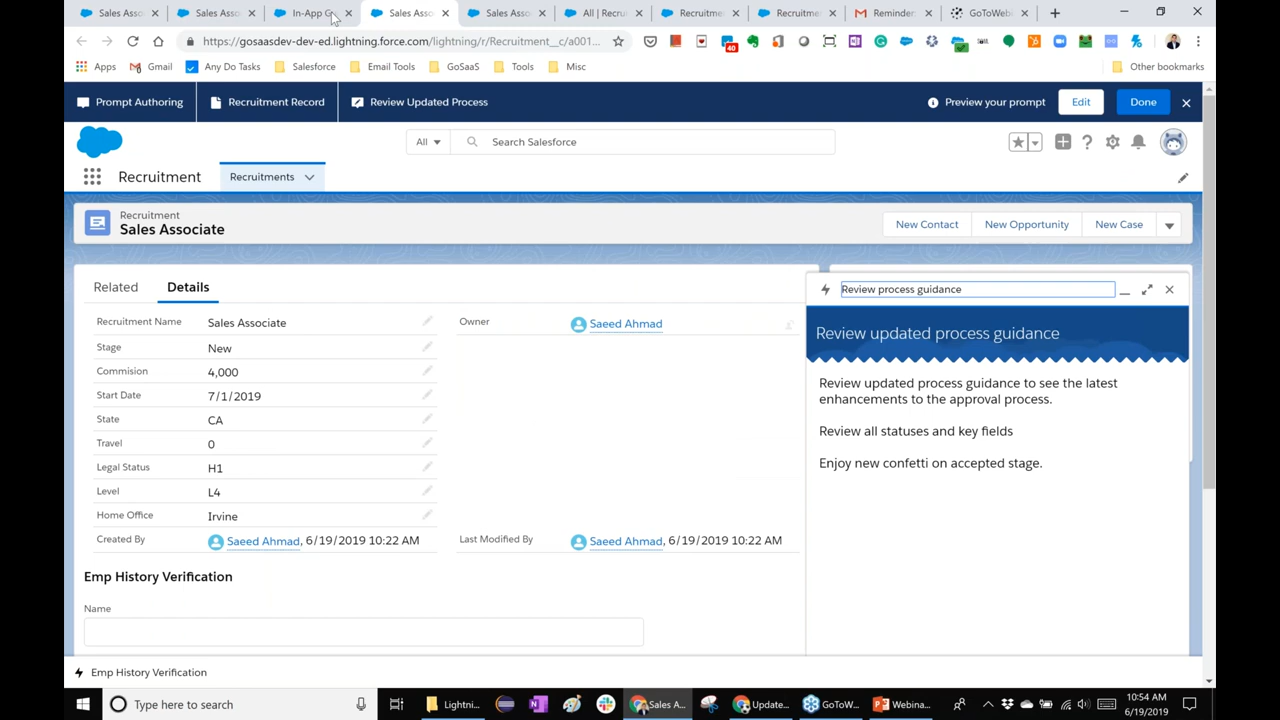 Sales Asso
Sales Associate
In-App G
Sales Asso
Sales Associate
All | Recru
Recruitme
Recruitme
Reminder
GoToWeb
https://gosaasdev-dev-ed.lightning.force.com/lightning/r/Recruitment__c/a001...
40
Apps
Gmail
Any Do Tasks
Salesforce
Email Tools
GoSaaS
Tools
Misc
Other bookmarks
Prompt Authoring
Recruitment Record
Review Updated Process
Preview your prompt
Edit
Done
All
Search Salesforce
Recruitment
Recruitments
Recruitment
Sales Associate
New Contact
New Opportunity
New Case
Related
Details
Recruitment Name
Sales Associate
Owner
Saeed Ahmad
Stage
New
Commision
4,000
Start Date
7/1/2019
State
CA
Travel
0
Legal Status
H1
Level
L4
Home Office
Irvine
Created By
Saeed Ahmad, 6/19/2019 10:22 AM
Last Modified By
Saeed Ahmad, 6/19/2019 10:22 AM
Emp History Verification
Name
Review process guidance
Review updated process guidance
Review updated process guidance to see the latest
enhancements to the approval process.
Review all statuses and key fields
Enjoy new confetti on accepted stage.
Emp History Verification
Type here to search
Lightni...
Sales A...
Update...
GoToW...
Webina...
10:54 AM
6/19/2019